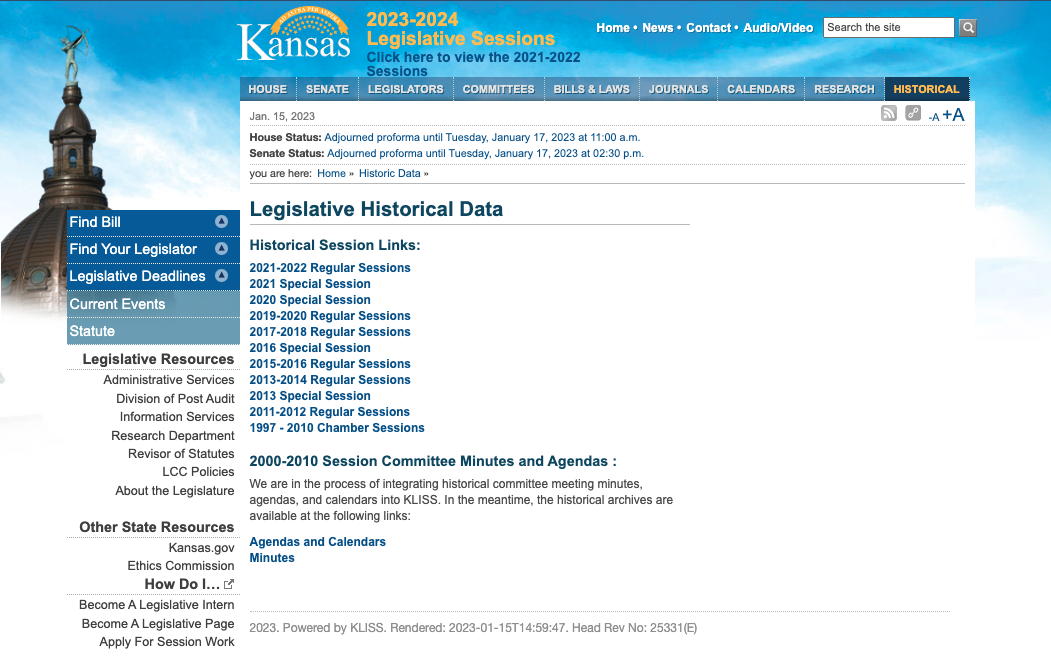 AD ASTRA PER ASPERA
Kansas
2023-2024
Legislative Sessions
Click here to view the 2021-2022
Sessions
Home • News • Contact • Audio/Video
Search the site
HOUSE SENATE LEGISLATORS COMMITTEES BILLS & LAWS JOURNALS CALENDARS RESEARCH HISTORICAL
Jan. 15, 2023
-A +A
House Status: Adjourned proforma until Tuesday, January 17, 2023 at 11:00 a.m.
Senate Status: Adjourned proforma until Tuesday, January 17, 2023 at 02:30 p.m.
you are here: Home » Historic Data »
Find Bill
Find Your Legislator
Legislative Deadlines
Current Events
Statute
Legislative Resources
Administrative Services
Division of Post Audit
Information Services
Research Department
Revisor of Statutes
LCC Policies
About the Legislature
Other State Resources
Kansas.gov
Ethics Commission
How Do I…
Become A Legislative Intern
Become A Legislative Page
Apply For Session Work
Legislative Historical Data
Historical Session Links:
2021-2022 Regular Sessions
2021 Special Session
2020 Special Session
2019-2020 Regular Sessions
2017-2018 Regular Sessions
2016 Special Session
2015-2016 Regular Sessions
2013-2014 Regular Sessions
2013 Special Session
2011-2012 Regular Sessions
1997 - 2010 Chamber Sessions
2000-2010 Session Committee Minutes and Agendas :
We are in the process of integrating historical committee meeting minutes,
agendas, and calendars into KLISS. In the meantime, the historical archives are
available at the following links:
Agendas and Calendars
Minutes
2023. Powered by KLISS. Rendered: 2023-01-15T14:59:47. Head Rev No: 25331(E)